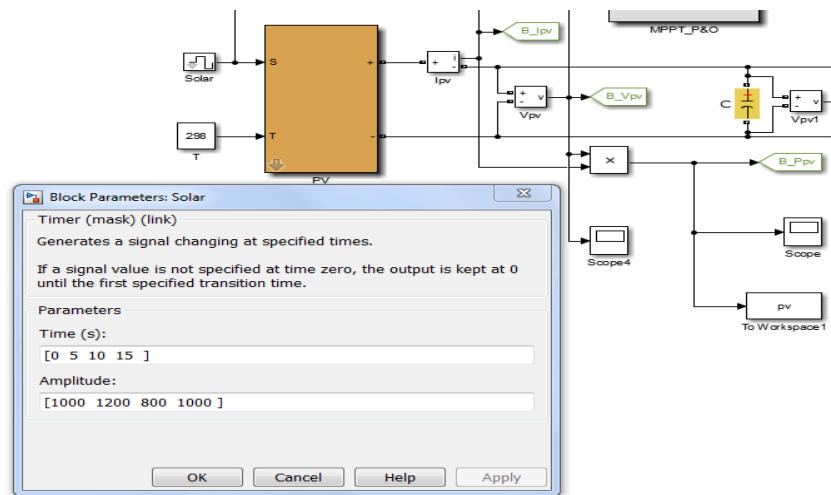 B_Ipv
MPPT_P&O
S
+
+
i
-
Solar
Ipv
+
-
v
B_Vpv
Vpv
C
+
+
-
v
Vpv1
298
T
T
-
PV
×
B_Ppv
Scope4
Scope
pv
To Workspace1
Block Parameters: Solar
Timer (mask) (link)
Generates a signal changing at specified times.
If a signal value is not specified at time zero, the output is kept at 0
until the first specified transition time.
Parameters
Time (s):
[0 5 10 15 ]
Amplitude:
[1000 1200 800 1000 ]
OK
Cancel
Help
Apply